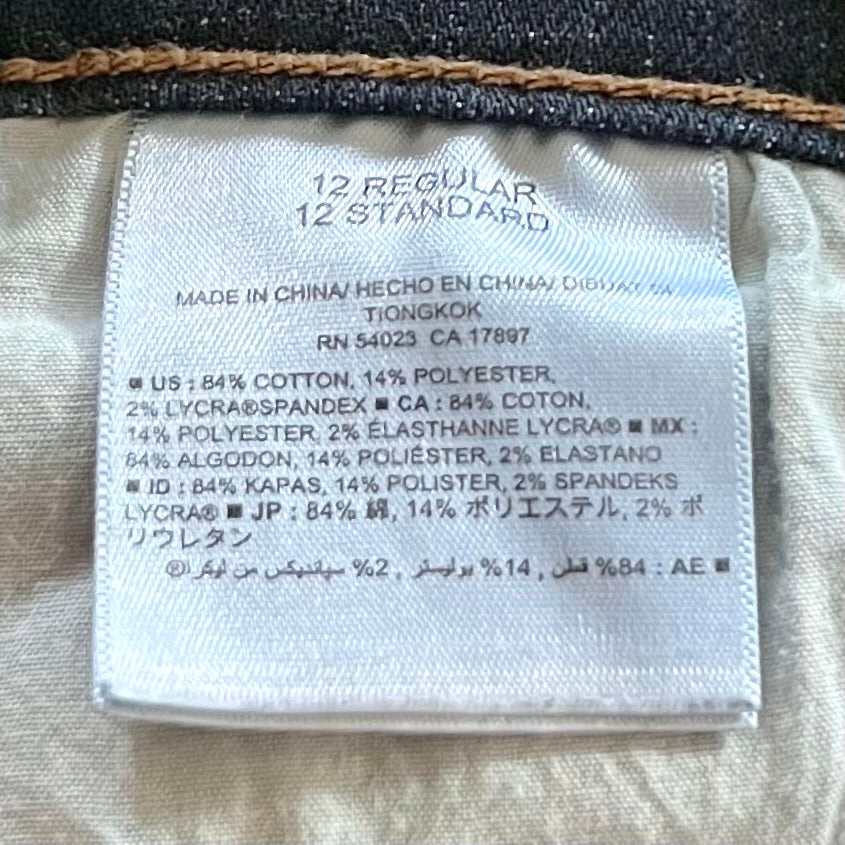 12 REGULAR
12 STANDARD
MADE IN CHINA/ HECHO EN CHINA/ DIBUAT
TIONGKOK
RN 54023 CA 17897
■ US : 84% COTTON, 14% POLYESTER,
2% LYCRA®SPANDEX ■ CA : 84% COTON,
14% POLYESTER, 2% ÉLASTHANNE LYCRA® ■ MX :
84% ALGODON, 14% POLIÉSTER, 2% ELASTANO
■ ID : 84% KAPAS, 14% POLISTER, 2% SPANDEKS
LYCRA® ■ JP : 84% 綿, 14% ポリエステル, 2% ポ
リウレタン
■ AE : 84% قطن , 14% بوليستر , 2% سبانديكس من ليكرا®